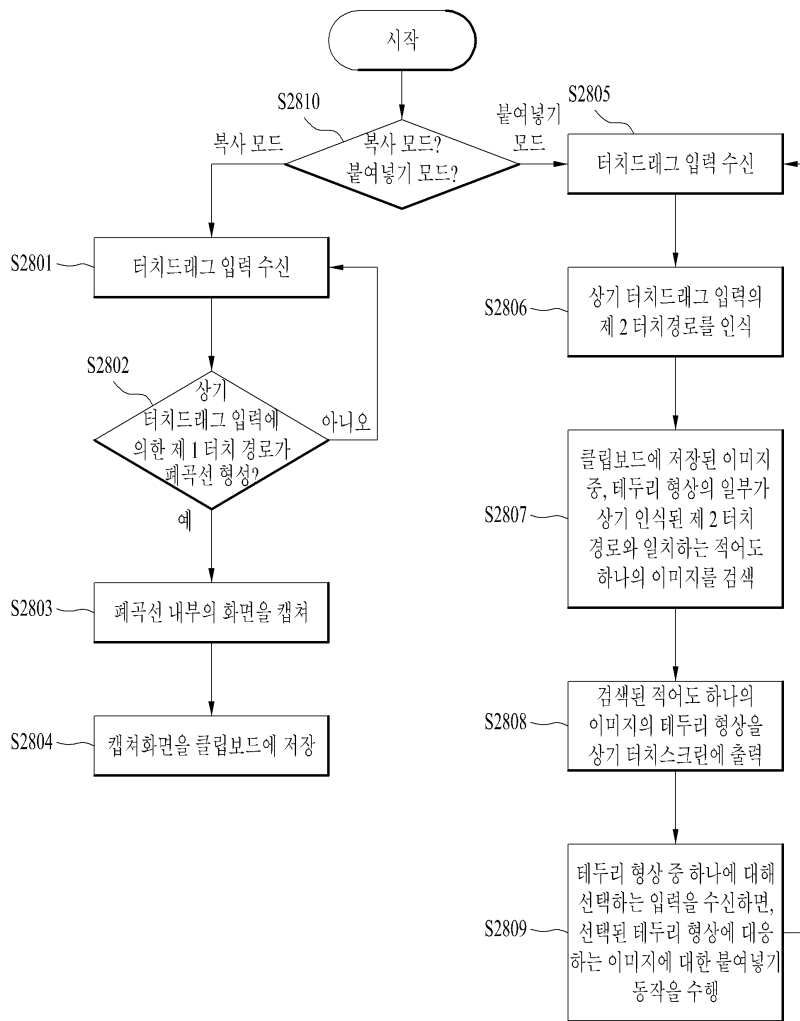 시작
S2810
복사 모드?
붙여넣기 모드?
복사 모드
붙여넣기
모드
S2805
터치드래그 입력 수신
S2801
터치드래그 입력 수신
S2802
상기
터치드래그 입력에
의한 제 1 터치 경로가
폐곡선 형성?
아니오
예
S2803
폐곡선 내부의 화면을 캡쳐
S2804
캡쳐화면을 클립보드에 저장
S2806
상기 터치드래그 입력의
제 2 터치경로를 인식
S2807
클립보드에 저장된 이미지
중, 테두리 형상의 일부가
상기 인식된 제 2 터치
경로와 일치하는 적어도
하나의 이미지를 검색
S2808
검색된 적어도 하나의
이미지의 테두리 형상을
상기 터치스크린에 출력
S2809
테두리 형상 중 하나에 대해
선택하는 입력을 수신하면,
선택된 테두리 형상에 대응
하는 이미지에 대한 붙여넣기
동작을 수행